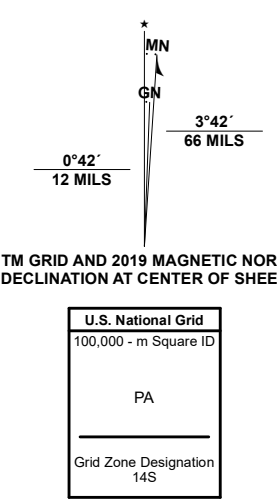 ★
MN
GN
3°42´
66 MILS
0°42´
12 MILS
TM GRID AND 2019 MAGNETIC NOR
DECLINATION AT CENTER OF SHEE
U.S. National Grid
100,000 - m Square ID
PA
Grid Zone Designation
14S